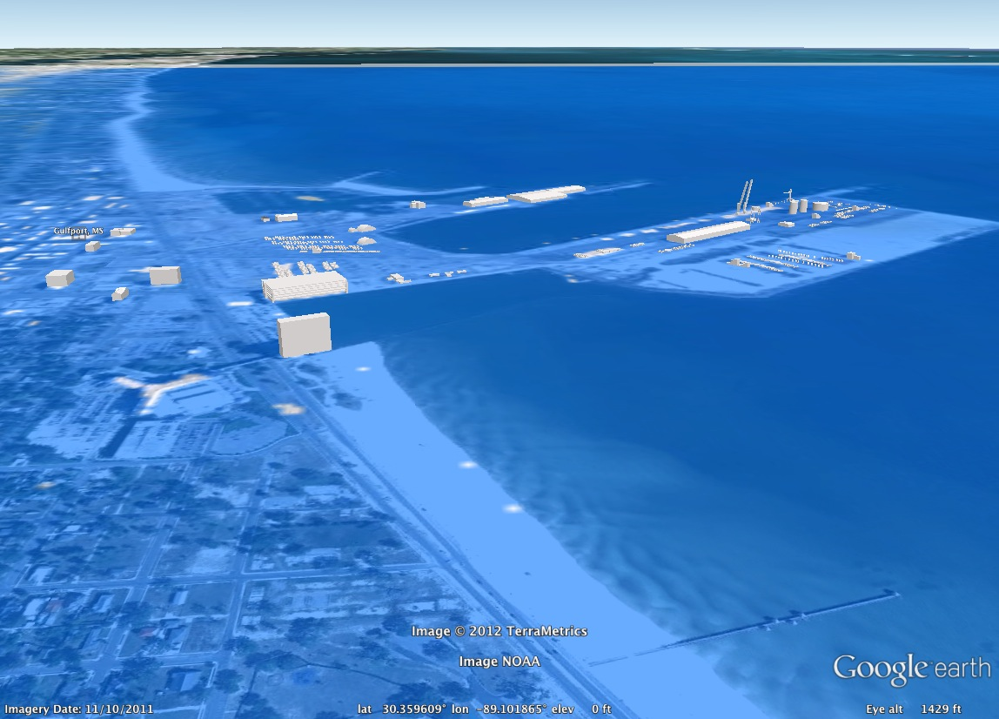 Gulfport, MS
Image © 2012 TerraMetrics
Image NOAA
Google earth
Imagery Date: 11/10/2011 lat 30.359609° lon -89.101865° elev 0 ft Eye alt 1429 ft